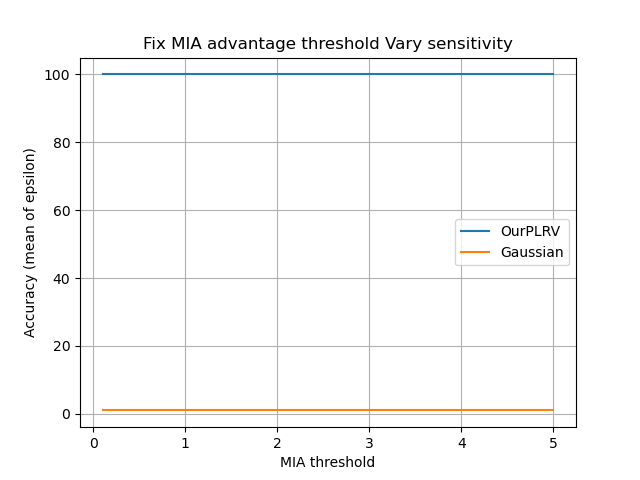 Fix MIA advantage threshold Vary sensitivity
Accuracy (mean of epsilon)
100
80
60
40
20
0
OurPLRV
Gaussian
0 1 2 3 4 5
MIA threshold